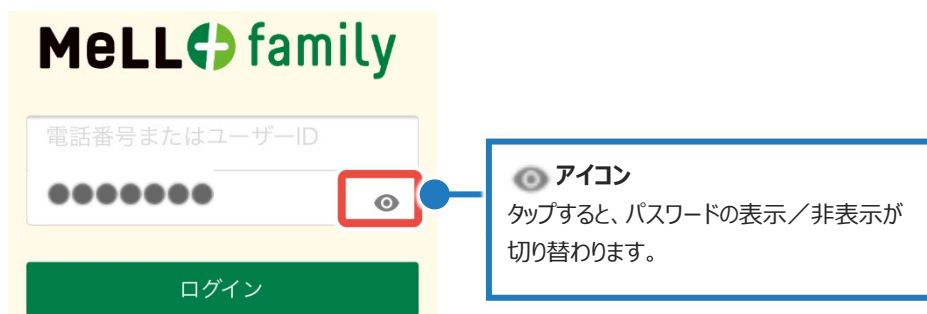 MeLL+ family
電話番号またはユーザーID
●●●●●●●
ログイン
アイコン
タップすると、パスワードの表示／非表示が
切り替わります。